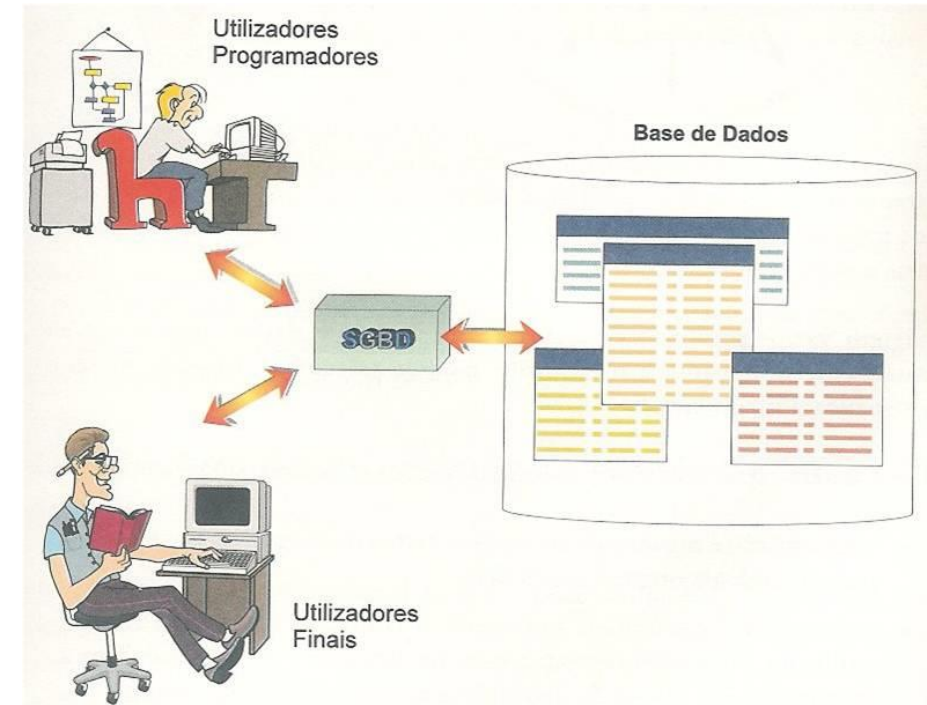 Utilizadores
Programadores
Base de Dados
SGBD
Utilizadores
Finais